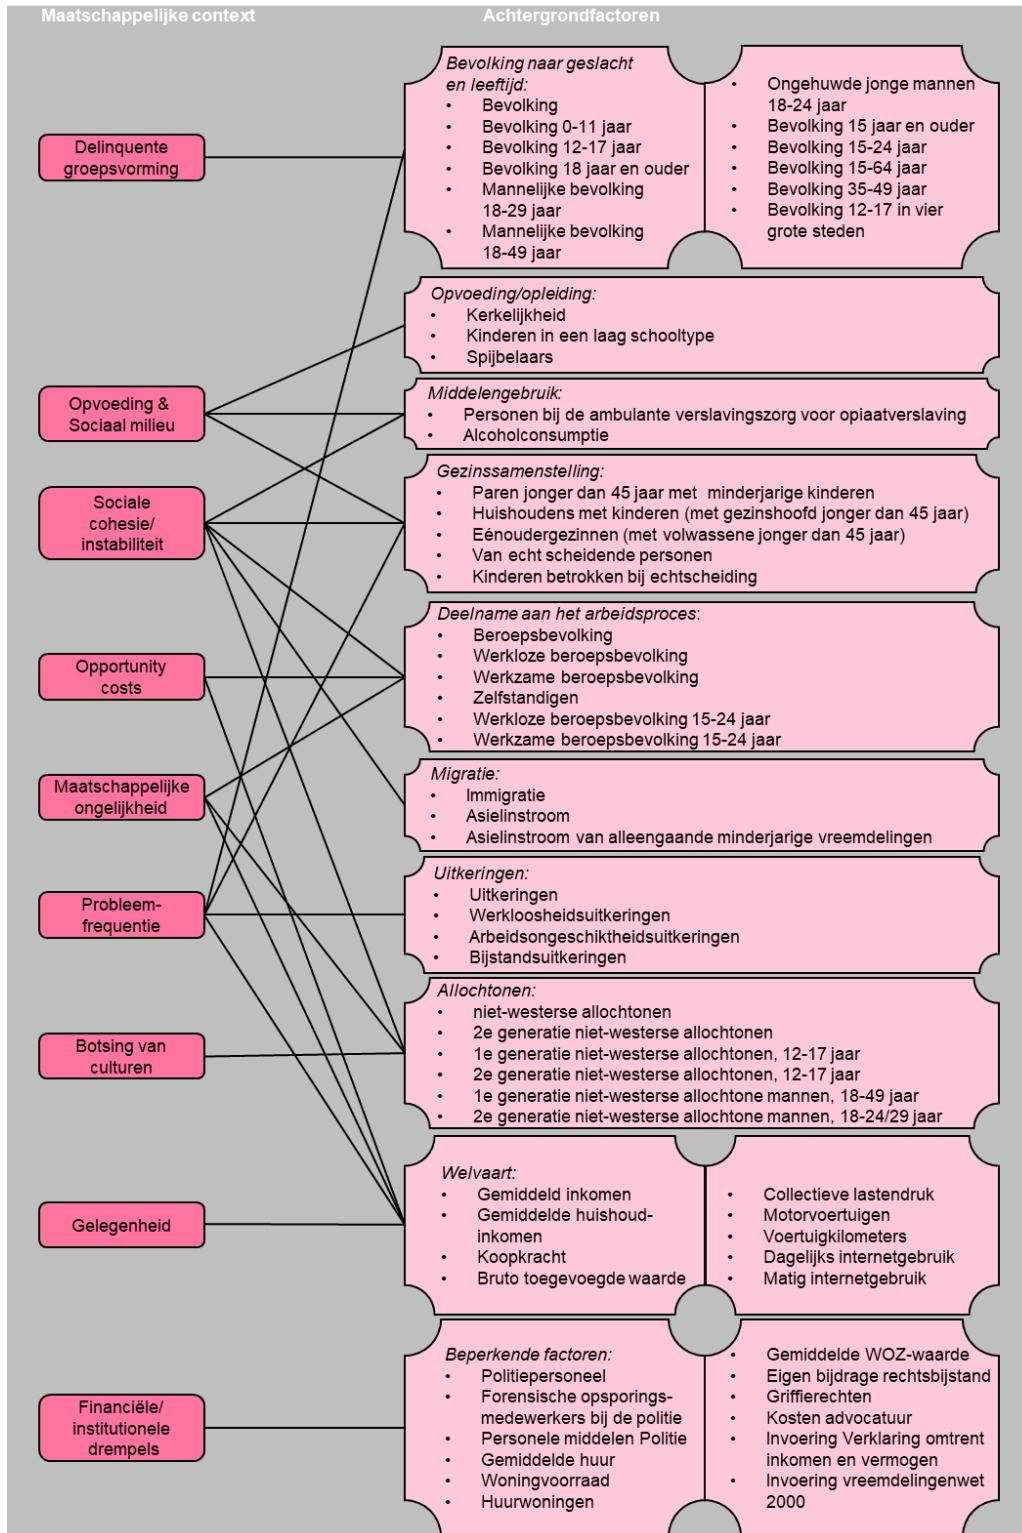 Maatschappelijke context
Achtergrondfactoren
Delinquente
groepsvorming
Bevolking naar geslacht
en leeftijd:
• Bevolking
• Bevolking 0-11 jaar
• Bevolking 12-17 jaar
• Bevolking 18 jaar en ouder
• Mannelijke bevolking
18-29 jaar
• Mannelijke bevolking
18-49 jaar
• Ongehuwde jonge mannen
18-24 jaar
• Bevolking 15 jaar en ouder
• Bevolking 15-24 jaar
• Bevolking 15-64 jaar
• Bevolking 35-49 jaar
• Bevolking 12-17 in vier
grote steden
Opvoeding/opleiding:
• Kerkelijkheid
• Kinderen in een laag schooltype
• Spijbelaars
Opvoeding &
Sociaal milieu
Middelengebruik:
• Personen bij de ambulante verslavingszorg voor opiaatverslaving
• Alcoholconsumptie
Sociale
cohesie/
instabiliteit
Gezinssamenstelling:
• Paren jonger dan 45 jaar met minderjarige kinderen
• Huishoudens met kinderen (met gezinshoofd jonger dan 45 jaar)
• Eénoudergezinnen (met volwassene jonger dan 45 jaar)
• Van echt scheidende personen
• Kinderen betrokken bij echtscheiding
Opportunity
costs
Deelname aan het arbeidsproces:
• Beroepsbevolking
• Werkloze beroepsbevolking
• Werkzame beroepsbevolking
• Zelfstandigen
• Werkloze beroepsbevolking 15-24 jaar
• Werkzame beroepsbevolking 15-24 jaar
Maatschappelijke
ongelijkheid
Migratie:
• Immigratie
• Asielinstroom
• Asielinstroom van alleengaande minderjarige vreemdelingen
Probleem-
frequentie
Uitkeringen:
• Uitkeringen
• Werkloosheidsuitkeringen
• Arbeidsongeschiktheidsuitkeringen
• Bijstandsuitkeringen
Botsing van
culturen
Allochtonen:
• niet-westerse allochtonen
• 2e generatie niet-westerse allochtonen
• 1e generatie niet-westerse allochtonen, 12-17 jaar
• 2e generatie niet-westerse allochtonen, 12-17 jaar
• 1e generatie niet-westerse allochtone mannen, 18-49 jaar
• 2e generatie niet-westerse allochtone mannen, 18-24/29 jaar
Gelegenheid
Welvaart:
• Gemiddeld inkomen
• Gemiddelde huishoud-
inkomen
• Koopkracht
• Bruto toegevoegde waarde
• Collectieve lastendruk
• Motorvoertuigen
• Voertuigkilometers
• Dagelijks internetgebruik
• Matig internetgebruik
Financiële/
institutionele
drempels
Beperkende factoren:
• Politiepersoneel
• Forensische opsporings-
medewerkers bij de politie
• Personele middelen Politie
• Gemiddelde huur
• Woningvoorraad
• Huurwoningen
• Gemiddelde WOZ-waarde
• Eigen bijdrage rechtsbijstand
• Griffierechten
• Kosten advocatuur
• Invoering Verklaring omtrent
inkomen en vermogen
• Invoering vreemdelingenwet
2000